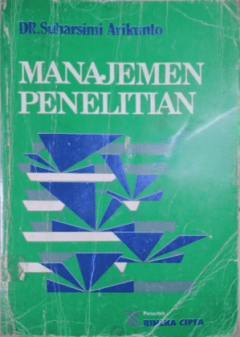 DR. Suharsimi Arikunto
MANAJEMEN
PENELITIAN
Penerbit
RINEKA CIPTA